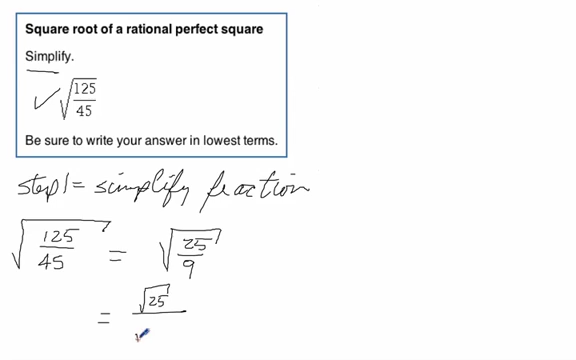 Square root of a rational perfect square
Simplify.
✓ √(125/45)
Be sure to write your answer in lowest terms.
step 1 = simplify fraction
√(125/45) = √(25/9)
= √25
√